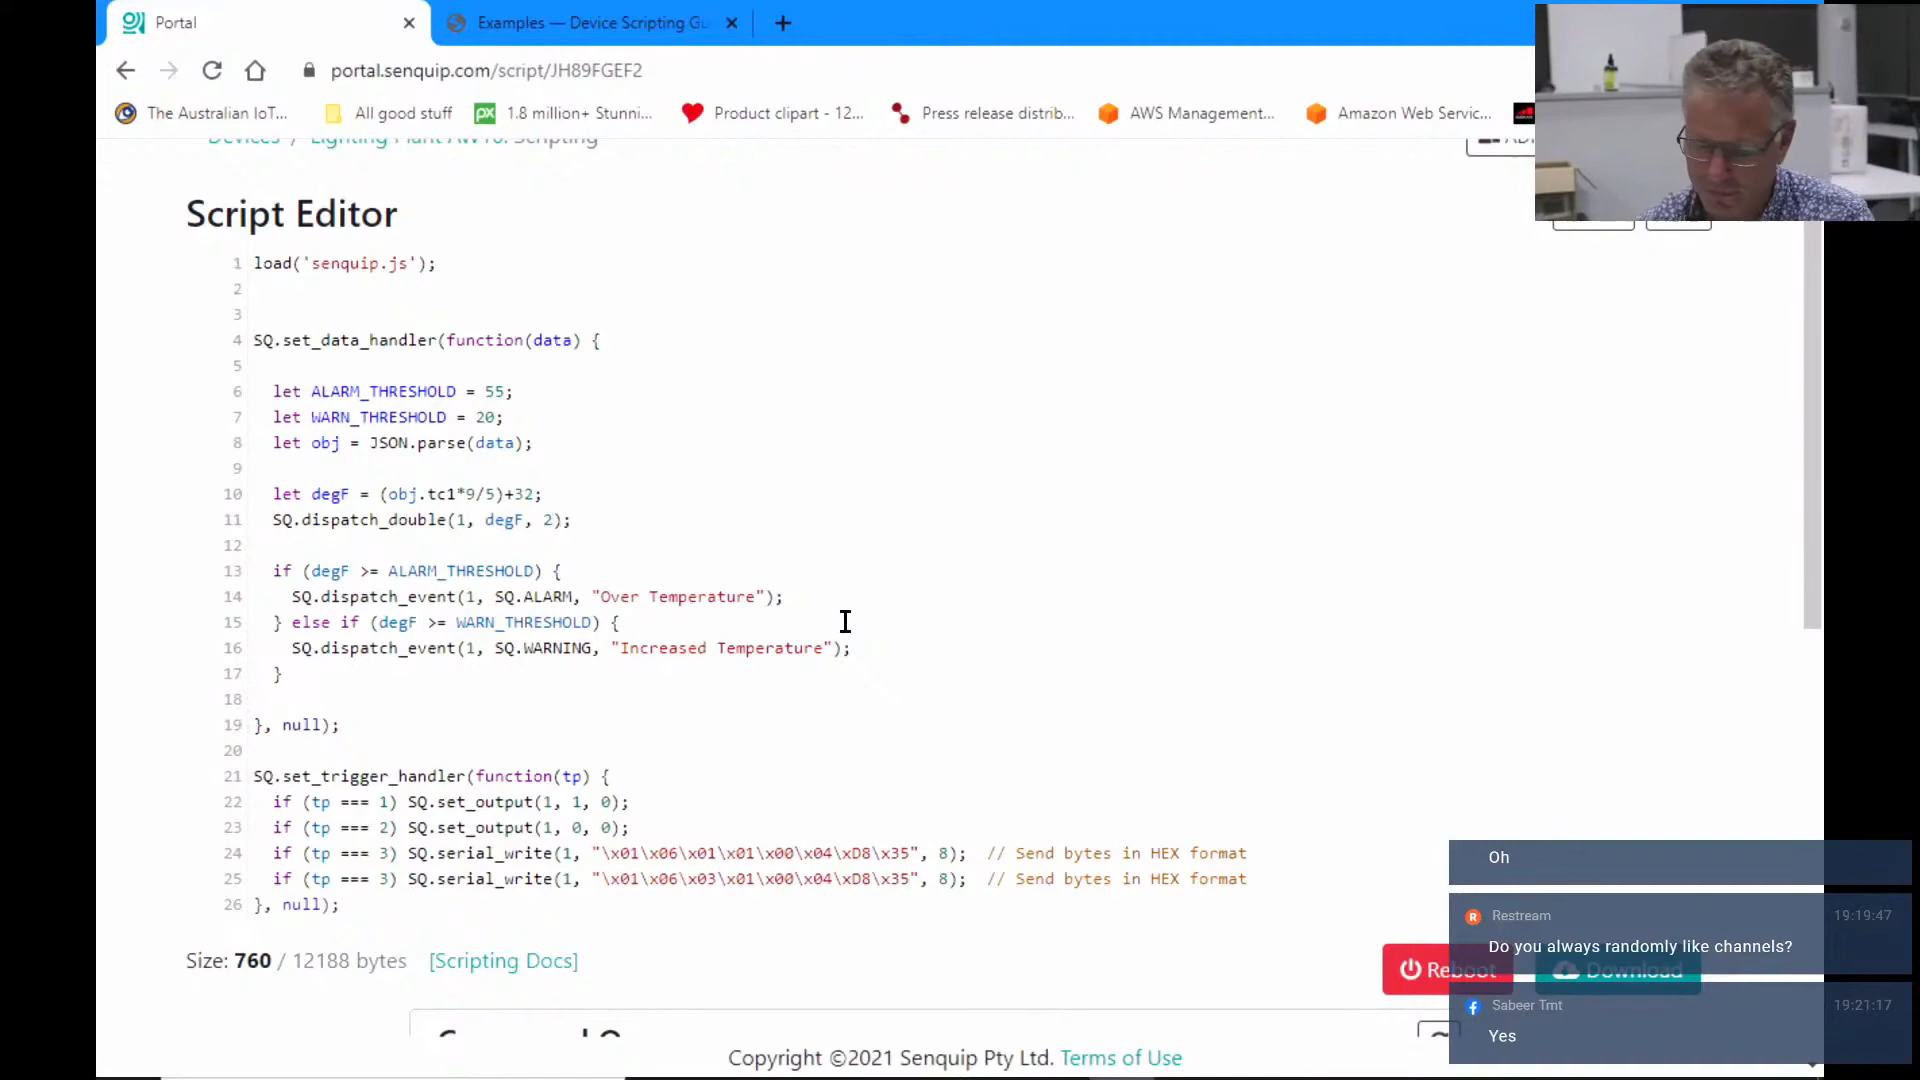 Portal
Examples — Device Scripting Gu
portal.senquip.com/script/JH89FGEF2
The Australian IoT...
All good stuff
1.8 million+ Stunni...
Product clipart - 12...
Press release distrib...
AWS Management...
Amazon Web Servic...
Devices / Lighting Plant AW10: Scripting
Script Editor
1 load('senquip.js');
2
3
4 SQ.set_data_handler(function(data) {
5
6 let ALARM_THRESHOLD = 55;
7 let WARN_THRESHOLD = 20;
8 let obj = JSON.parse(data);
9
10 let degF = (obj.tc1*9/5)+32;
11 SQ.dispatch_double(1, degF, 2);
12
13 if (degF >= ALARM_THRESHOLD) {
14 SQ.dispatch_event(1, SQ.ALARM, "Over Temperature");
15 } else if (degF >= WARN_THRESHOLD) {
16 SQ.dispatch_event(1, SQ.WARNING, "Increased Temperature");
17 }
18
19 }, null);
20
21 SQ.set_trigger_handler(function(tp) {
22 if (tp === 1) SQ.set_output(1, 1, 0);
23 if (tp === 2) SQ.set_output(1, 0, 0);
24 if (tp === 3) SQ.serial_write(1, "\x01\x06\x01\x01\x00\x04\xD8\x35", 8); // Send bytes in HEX format
25 if (tp === 3) SQ.serial_write(1, "\x01\x06\x03\x01\x00\x04\xD8\x35", 8); // Send bytes in HEX format
26 }, null);
Size: 760 / 12188 bytes [Scripting Docs]
Reboot
Download
Oh
Restream 19:19:47
Do you always randomly like channels?
Sabeer Tmt 19:21:17
Yes
Copyright ©2021 Senquip Pty Ltd. Terms of Use